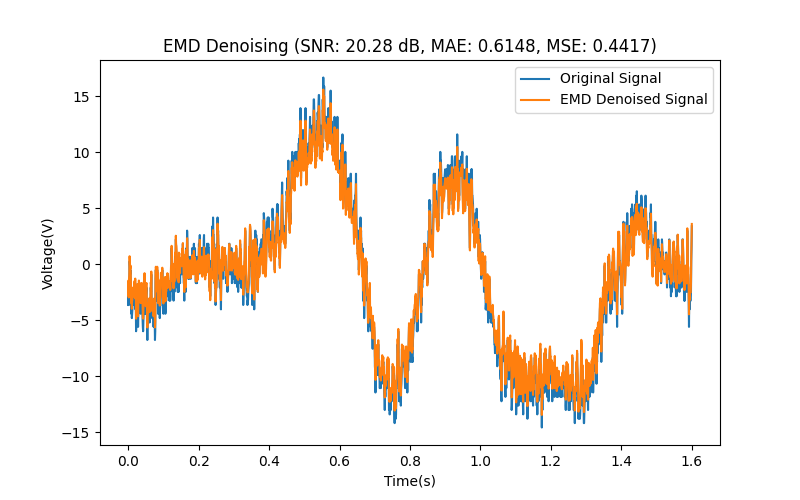 EMD Denoising (SNR: 20.28 dB, MAE: 0.6148, MSE: 0.4417)
Original Signal
EMD Denoised Signal
15
10
5
0
−5
−10
−15
Voltage(V)
0.0 0.2 0.4 0.6 0.8 1.0 1.2 1.4 1.6
Time(s)